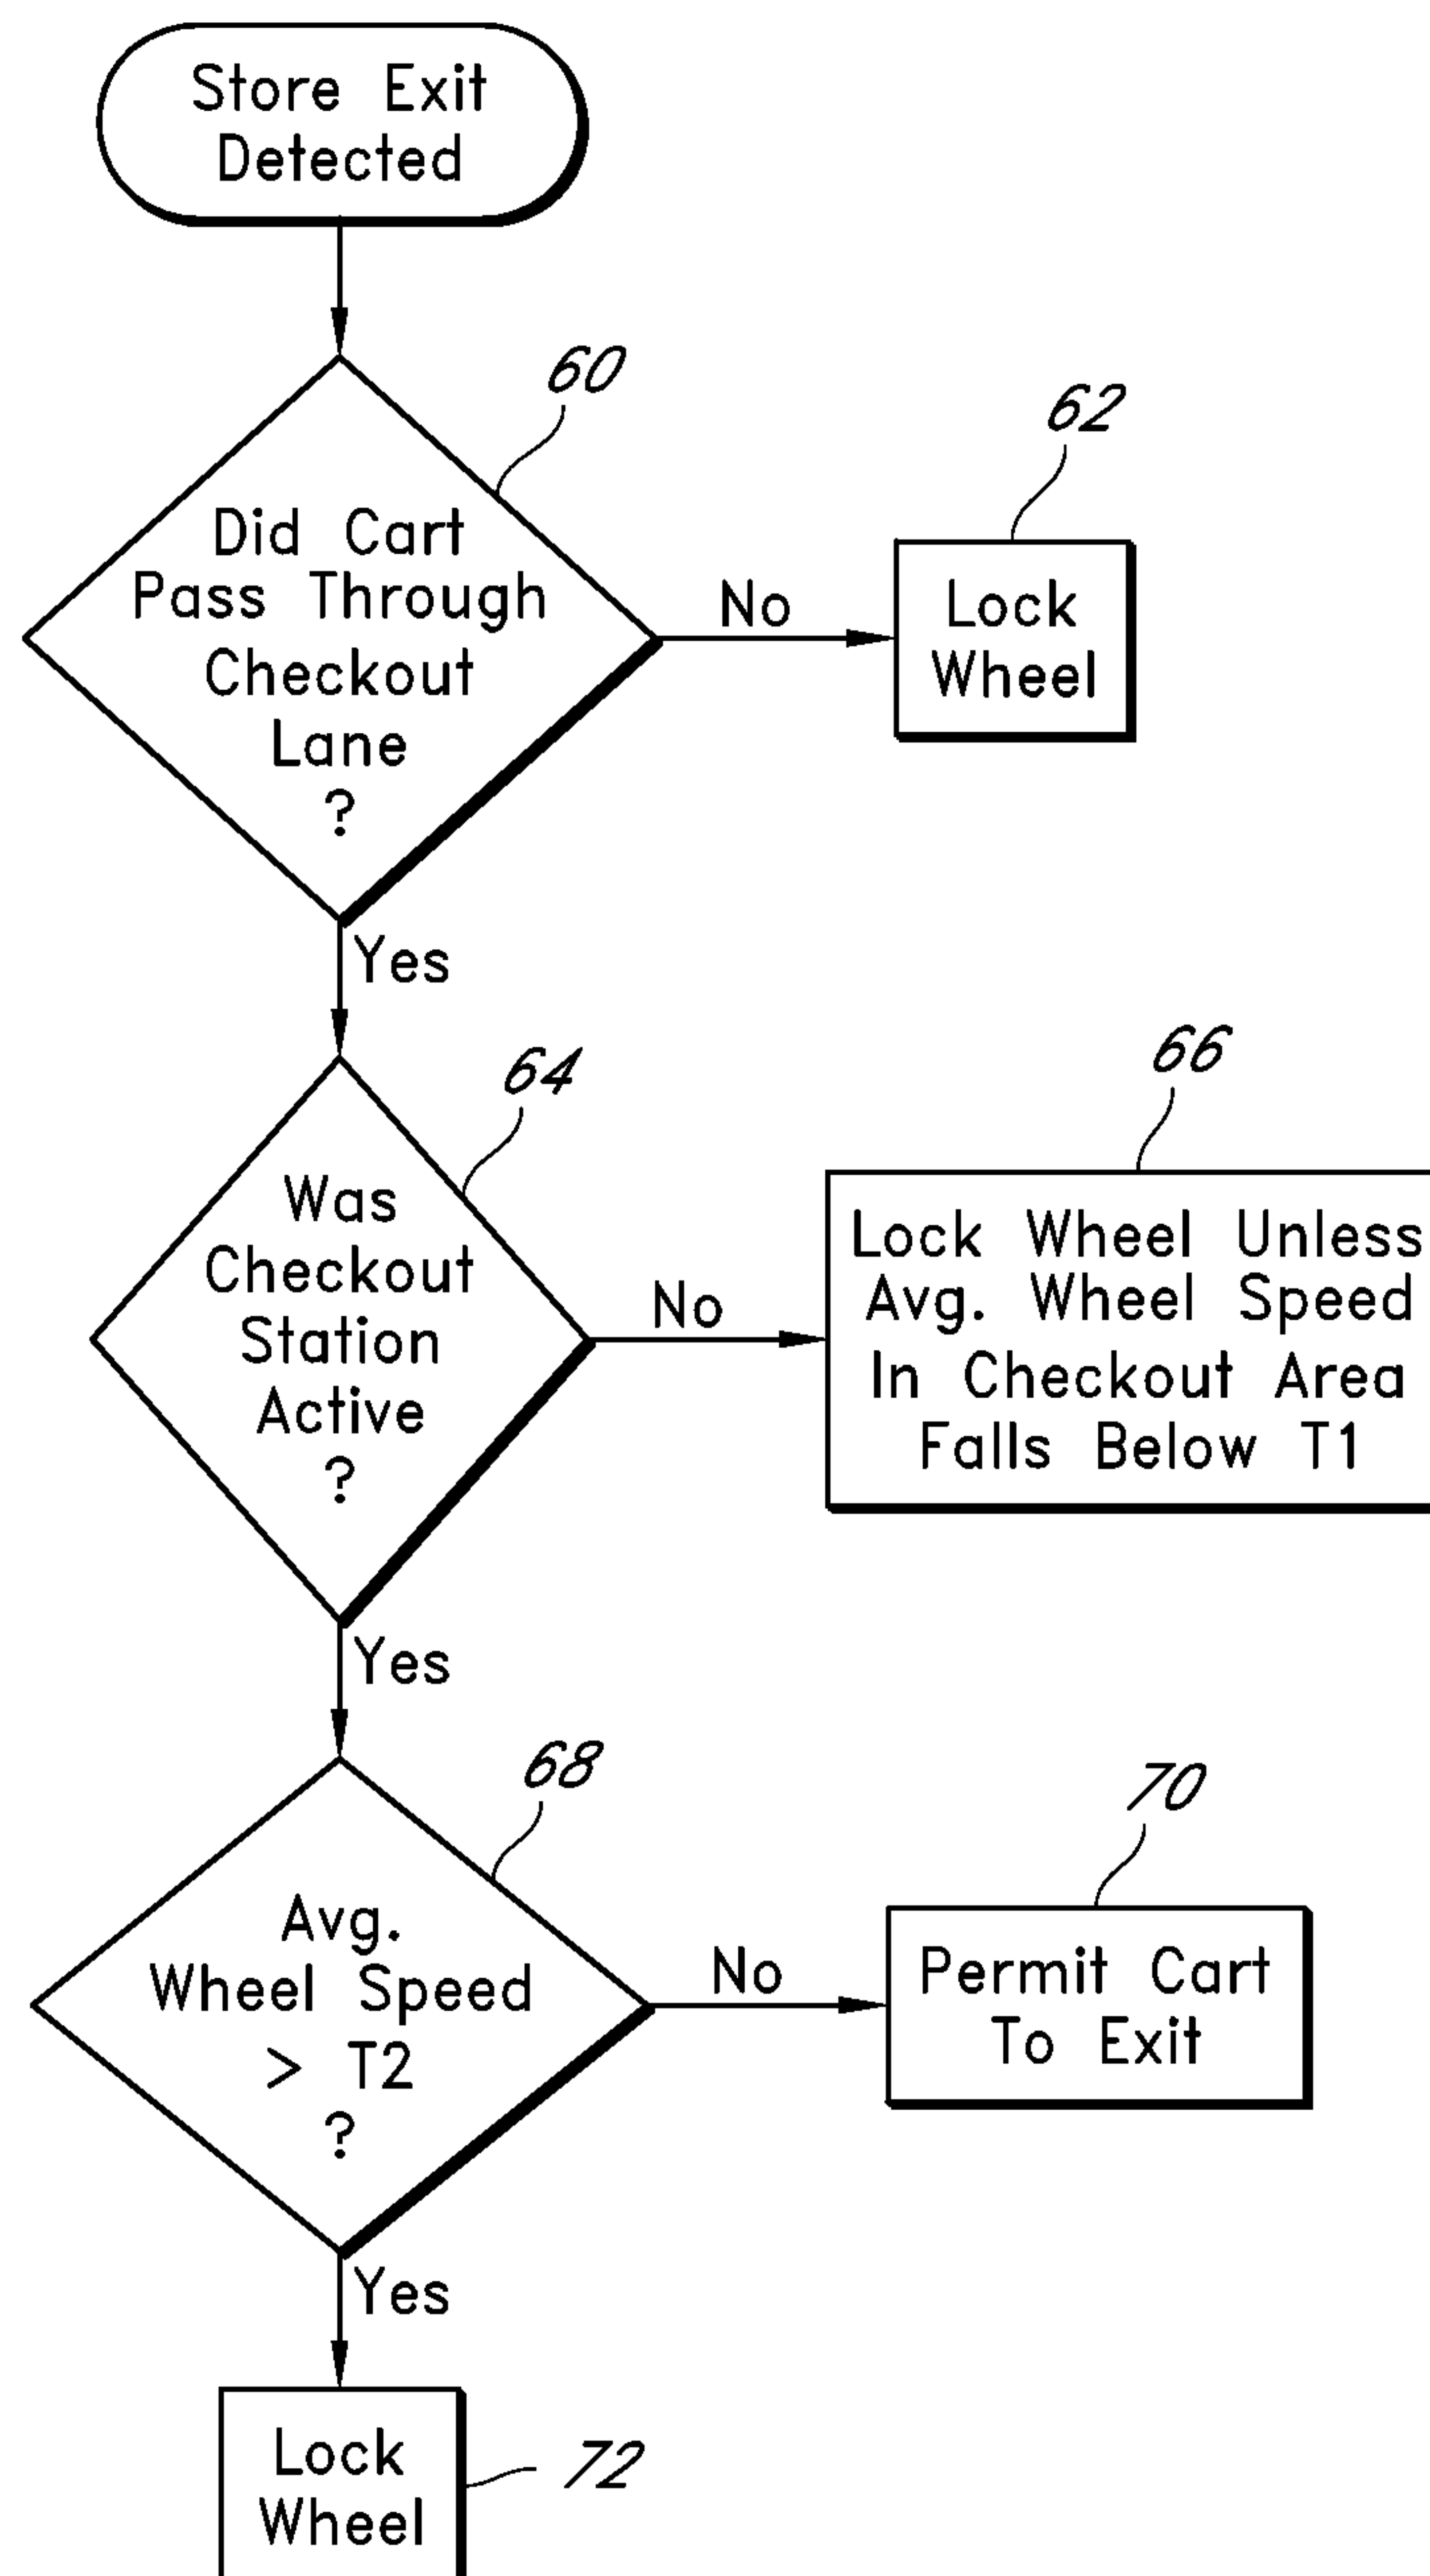 Store Exit
Detected
60
Did Cart
Pass Through
Checkout
Lane
?
No
62
Lock
Wheel
Yes
64
Was
Checkout
Station
Active
?
No
66
Lock Wheel Unless
Avg. Wheel Speed
In Checkout Area
Falls Below T1
Yes
68
Avg.
Wheel Speed
> T2
?
No
70
Permit Cart
To Exit
Yes
Lock
Wheel
72